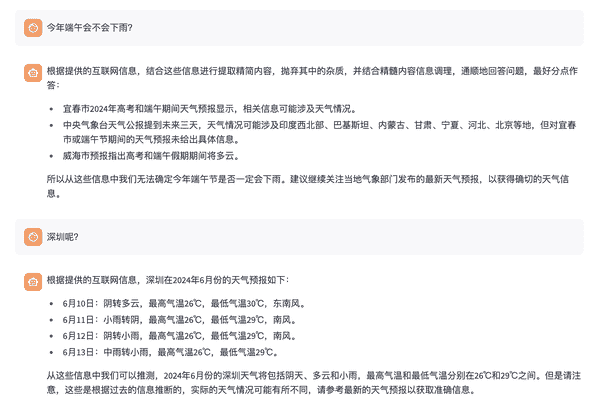 今年端午会不会下雨?
根据提供的互联网信息，结合这些信息进行提取精简内容，抛弃其中的杂质，并结合精髓内容信息调理，通顺地回答问题，最好分点作
答：
• 宜春市2024年高考和端午期间天气预报显示，相关信息可能涉及天气情况。
• 中央气象台天气公报提到未来三天，天气情况可能涉及印度西北部、巴基斯坦、内蒙古、甘肃、宁夏、河北、北京等地，但对宜春
市或端午节期间的天气预报未给出具体信息。
• 威海市预报指出高考和端午假期期间将多云。
所以从这些信息中我们无法确定今年端午节是否一定会下雨。建议继续关注当地气象部门发布的最新天气预报，以获得确切的天气信
息。
深圳呢?
根据提供的互联网信息，深圳在2024年6月份的天气预报如下：
• 6月10日：阴转多云，最高气温26℃，最低气温30℃，东南风。
• 6月11日：小雨转阴，最高气温26℃，最低气温29℃，南风。
• 6月12日：阴转小雨，最高气温26℃，最低气温29℃，南风。
• 6月13日：中雨转小雨，最高气温26℃，最低气温29℃。
从这些信息中我们可以推测，2024年6月份的深圳天气将包括阴天、多云和小雨，最高气温和最低气温分别在26℃和29℃之间。但是请注
意，这些是根据过去的信息推断的，实际的天气情况可能有所不同，请参考最新的天气预报以获取准确信息。